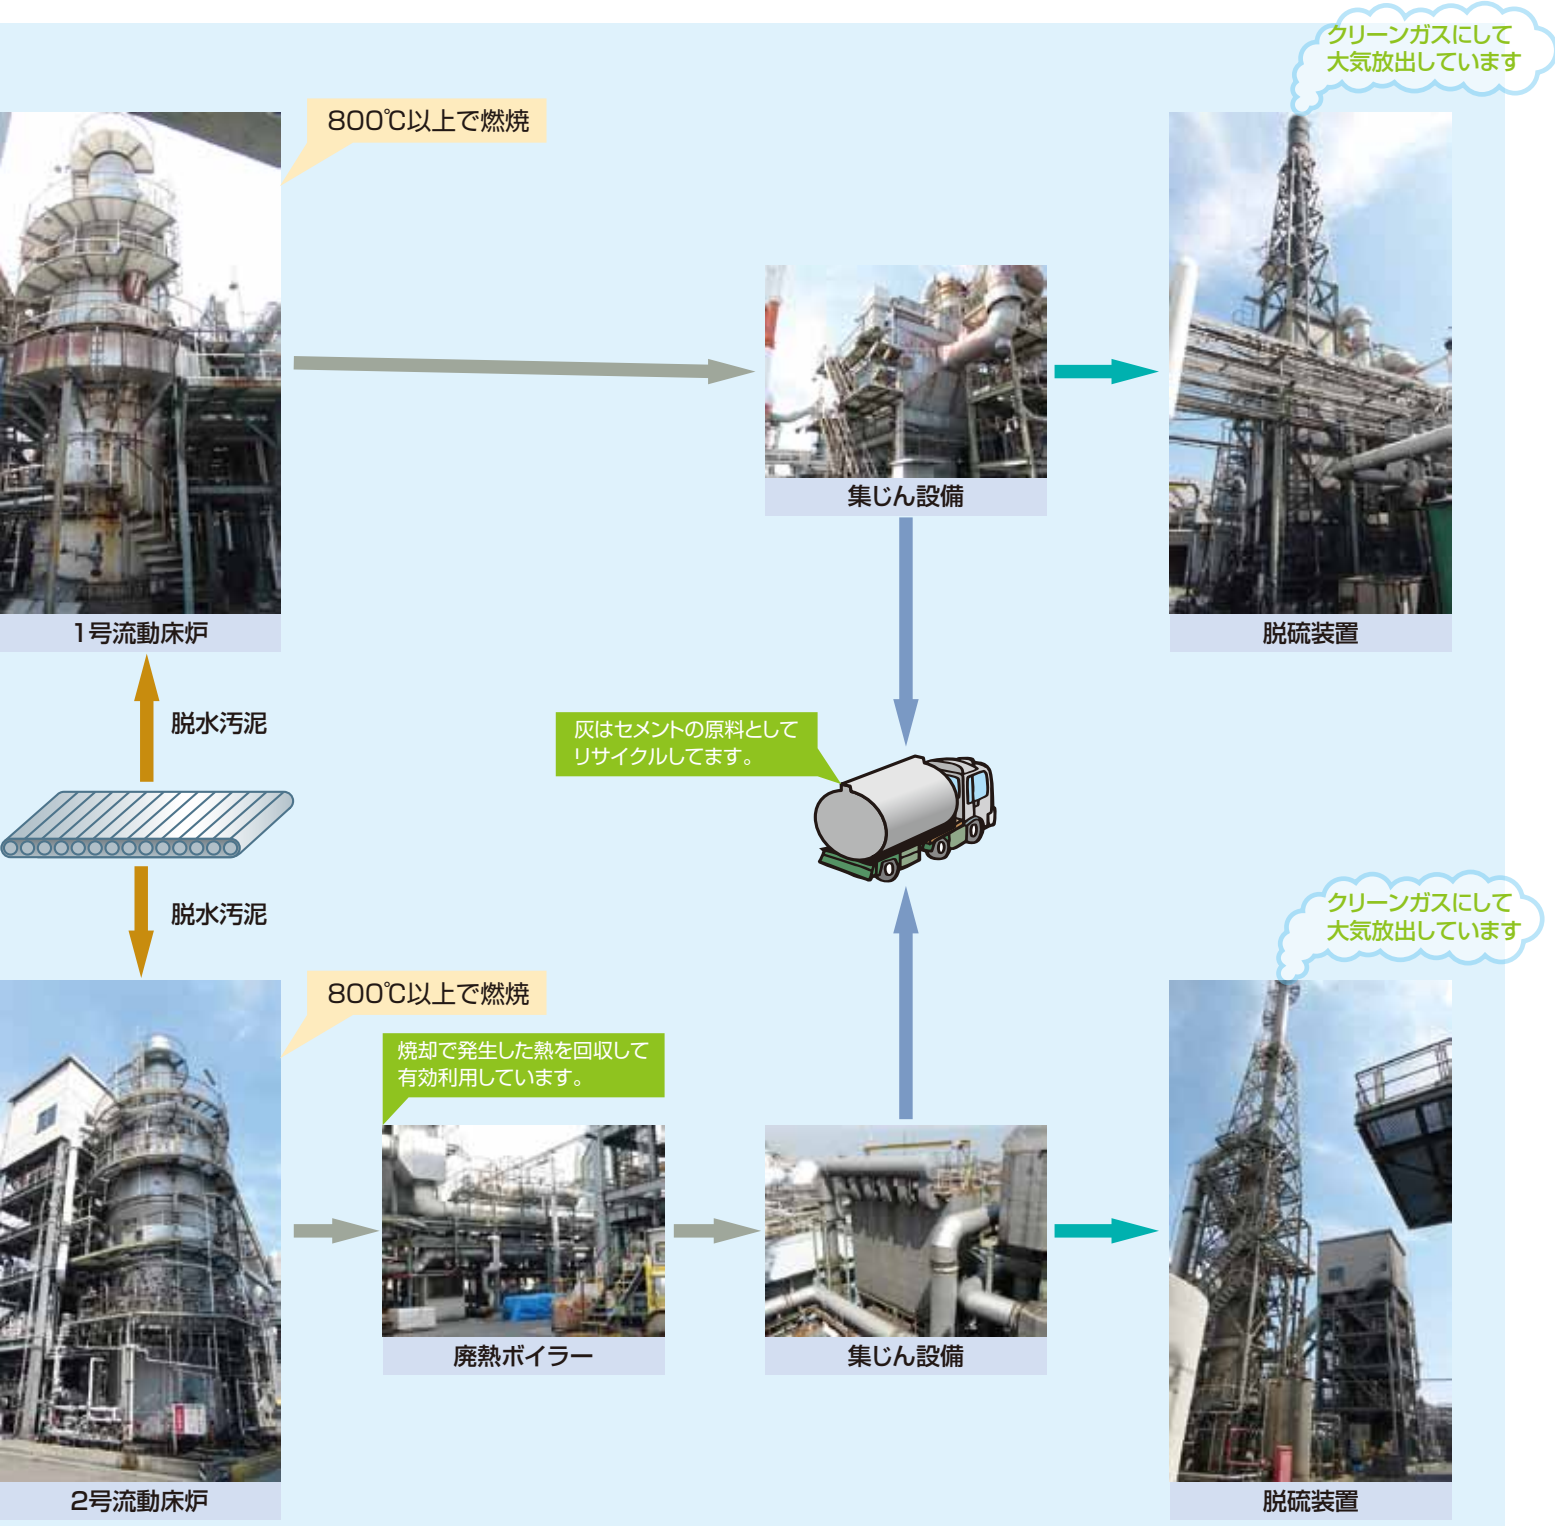 クリーンガスにして
大気放出しています
800℃以上で燃焼
集じん設備
1号流動床炉
脱硫装置
脱水汚泥
灰はセメントの原料として
リサイクルしてます。
脱水汚泥
クリーンガスにして
大気放出しています
800℃以上で燃焼
焼却で発生した熱を回収して
有効利用しています。
廃熱ボイラー
集じん設備
2号流動床炉
脱硫装置